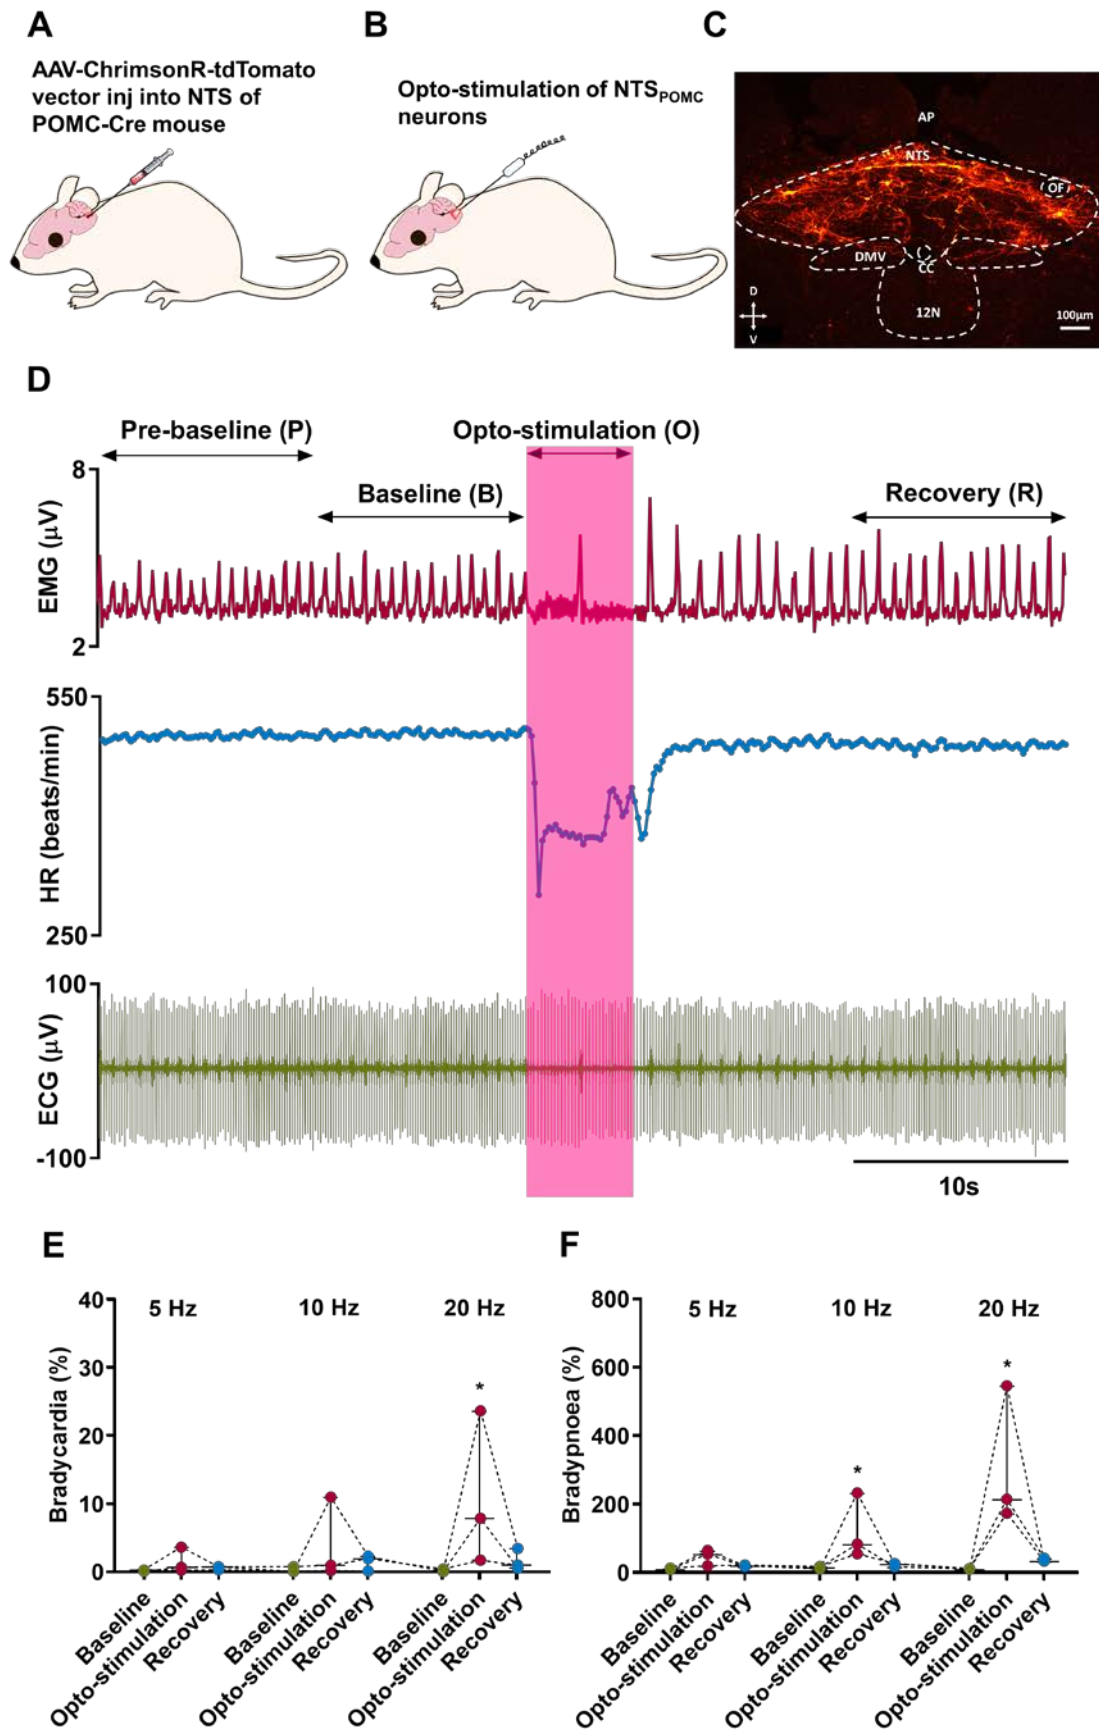 A
B
C
AAV-ChrimsonR-tdTomato
vector inj into NTS of
POMC-Cre mouse
Opto-stimulation of NTSPOMC
neurons
AP
NTS
OF
DMV
CC
12N
D
V
100µm
D
Pre-baseline (P)
Opto-stimulation (O)
Baseline (B)
Recovery (R)
8
EMG (µV)
2
550
HR (beats/min)
250
100
ECG (µV)
-100
10s
E
F
40
30
20
10
0
Bradycardia (%)
5 Hz
10 Hz
20 Hz
*
Baseline
Opto-stimulation
Recovery
Baseline
Opto-stimulation
Recovery
Baseline
Opto-stimulation
Recovery
800
600
400
200
0
Bradypnoea (%)
5 Hz
10 Hz
20 Hz
*
*
Baseline
Opto-stimulation
Recovery
Baseline
Opto-stimulation
Recovery
Baseline
Opto-stimulation
Recovery